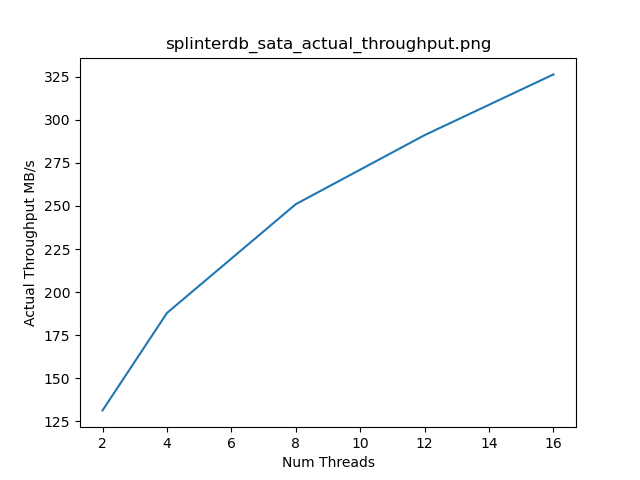 splinterdb_sata_actual_throughput.png
325
300
275
250
225
200
175
150
125
Actual Throughput MB/s
2 4 6 8 10 12 14 16
Num Threads